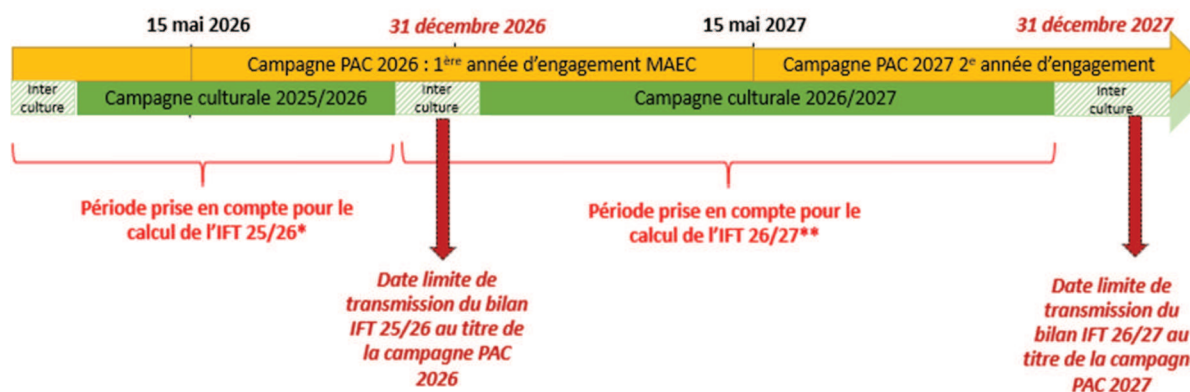 15 mai 2026
31 décembre 2026
15 mai 2027
31 décembre 2027
Campagne PAC 2026 : 1ère année d'engagement MAEC
Campagne PAC 2027 2e année d'engagement
Inter
culture
Campagne culturale 2025/2026
Inter
culture
Campagne culturale 2026/2027
Inter
culture
Période prise en compte pour le
calcul de l'IFT 25/26*
Période prise en compte pour le
calcul de l'IFT 26/27**
Date limite de
transmission du bilan
IFT 25/26 au titre de
la campagne PAC
2026
Date limite de
transmission du
bilan IFT 26/27 au
titre de la campagn
PAC 2027